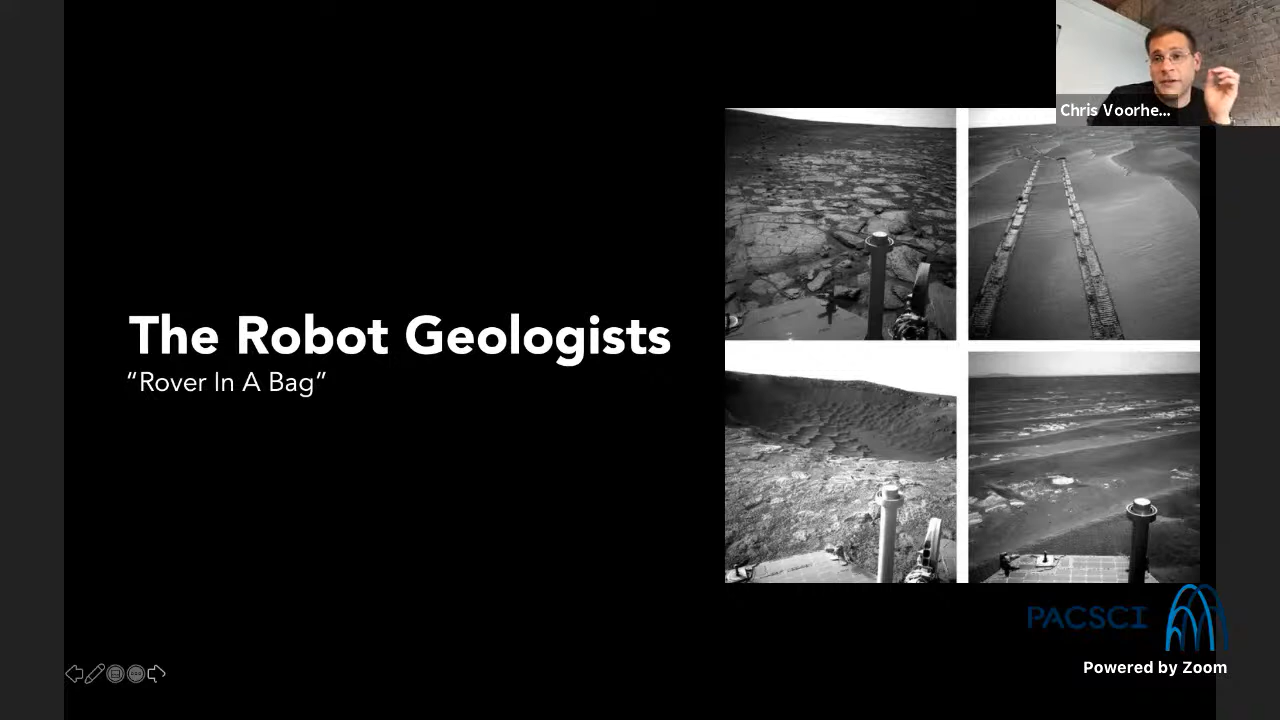 Chris Voorhe...
The Robot Geologists
“Rover In A Bag”
PACSCI
Powered by Zoom